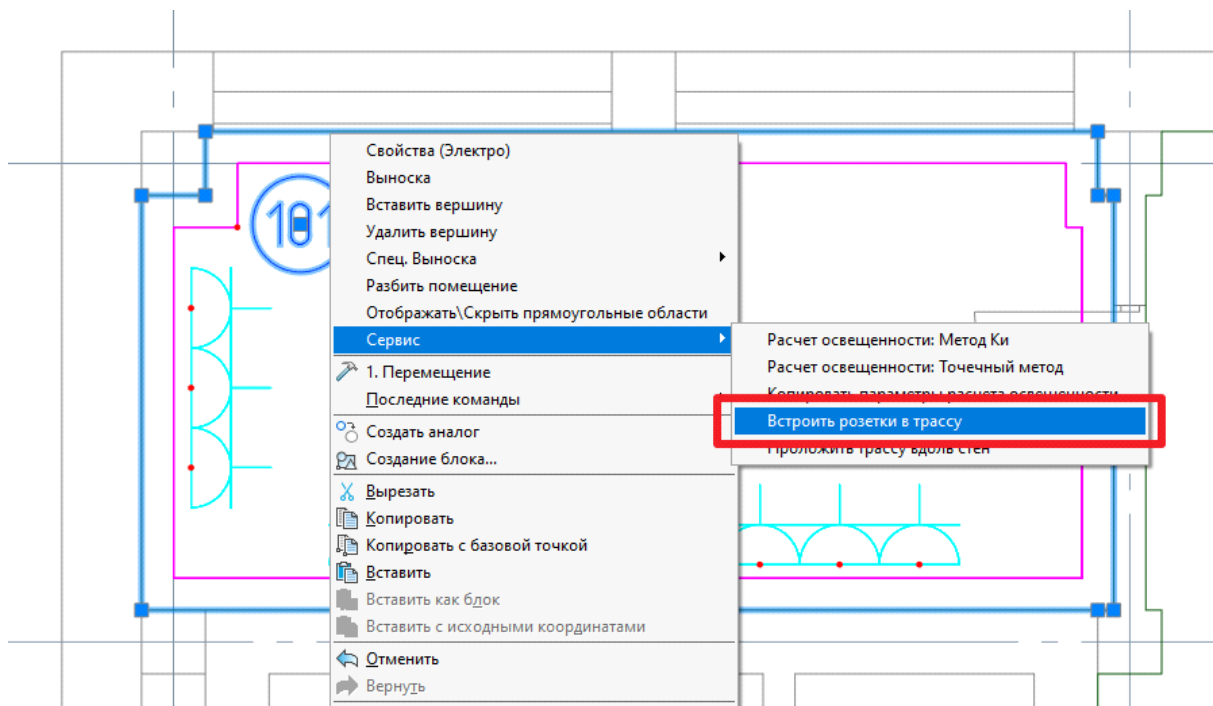 101
Свойства (Электро)
Выноска
Вставить вершину
Удалить вершину
Спец. Выноска
Разбить помещение
Отображать\Скрыть прямоугольные области
Сервис
1. Перемещение
Последние команды
Создать аналог
Создание блока...
Вырезать
Копировать
Копировать с базовой точкой
Вставить
Вставить как блок
Вставить с исходными координатами
Отменить
Вернуть
Расчет освещенности: Метод Ки
Расчет освещенности: Точечный метод
Копировать параметры расчета освещенности
Встроить розетки в трассу
Проложить трассу вдоль стен